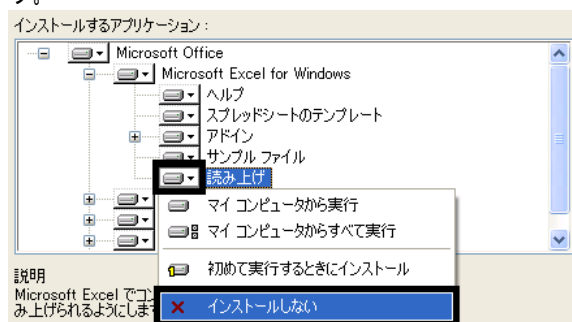 す。
インストールするアプリケーション :
Microsoft Office
Microsoft Excel for Windows
ヘルプ
スプレッドシートのテンプレート
アドイン
サンプル ファイル
読み上げ
マイ コンピュータから実行
マイ コンピュータからすべて実行
初めて実行するときにインストール
説明
Microsoft Excel でコン
み上げられるようにします
インストールしない